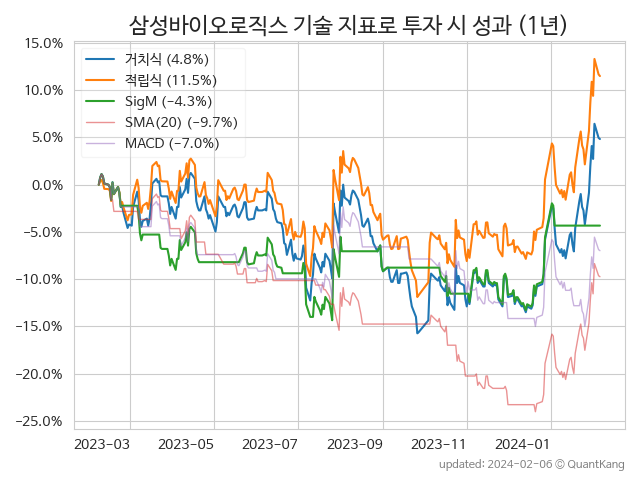 삼성바이오로직스 기술 지표로 투자 시 성과 (1년)
15.0%
10.0%
5.0%
0.0%
−5.0%
−10.0%
−15.0%
−20.0%
−25.0%
거치식 (4.8%)
적립식 (11.5%)
SigM (−4.3%)
SMA(20) (−9.7%)
MACD (−7.0%)
2023-03 2023-05 2023-07 2023-09 2023-11 2024-01
updated: 2024-02-06 © QuantKang